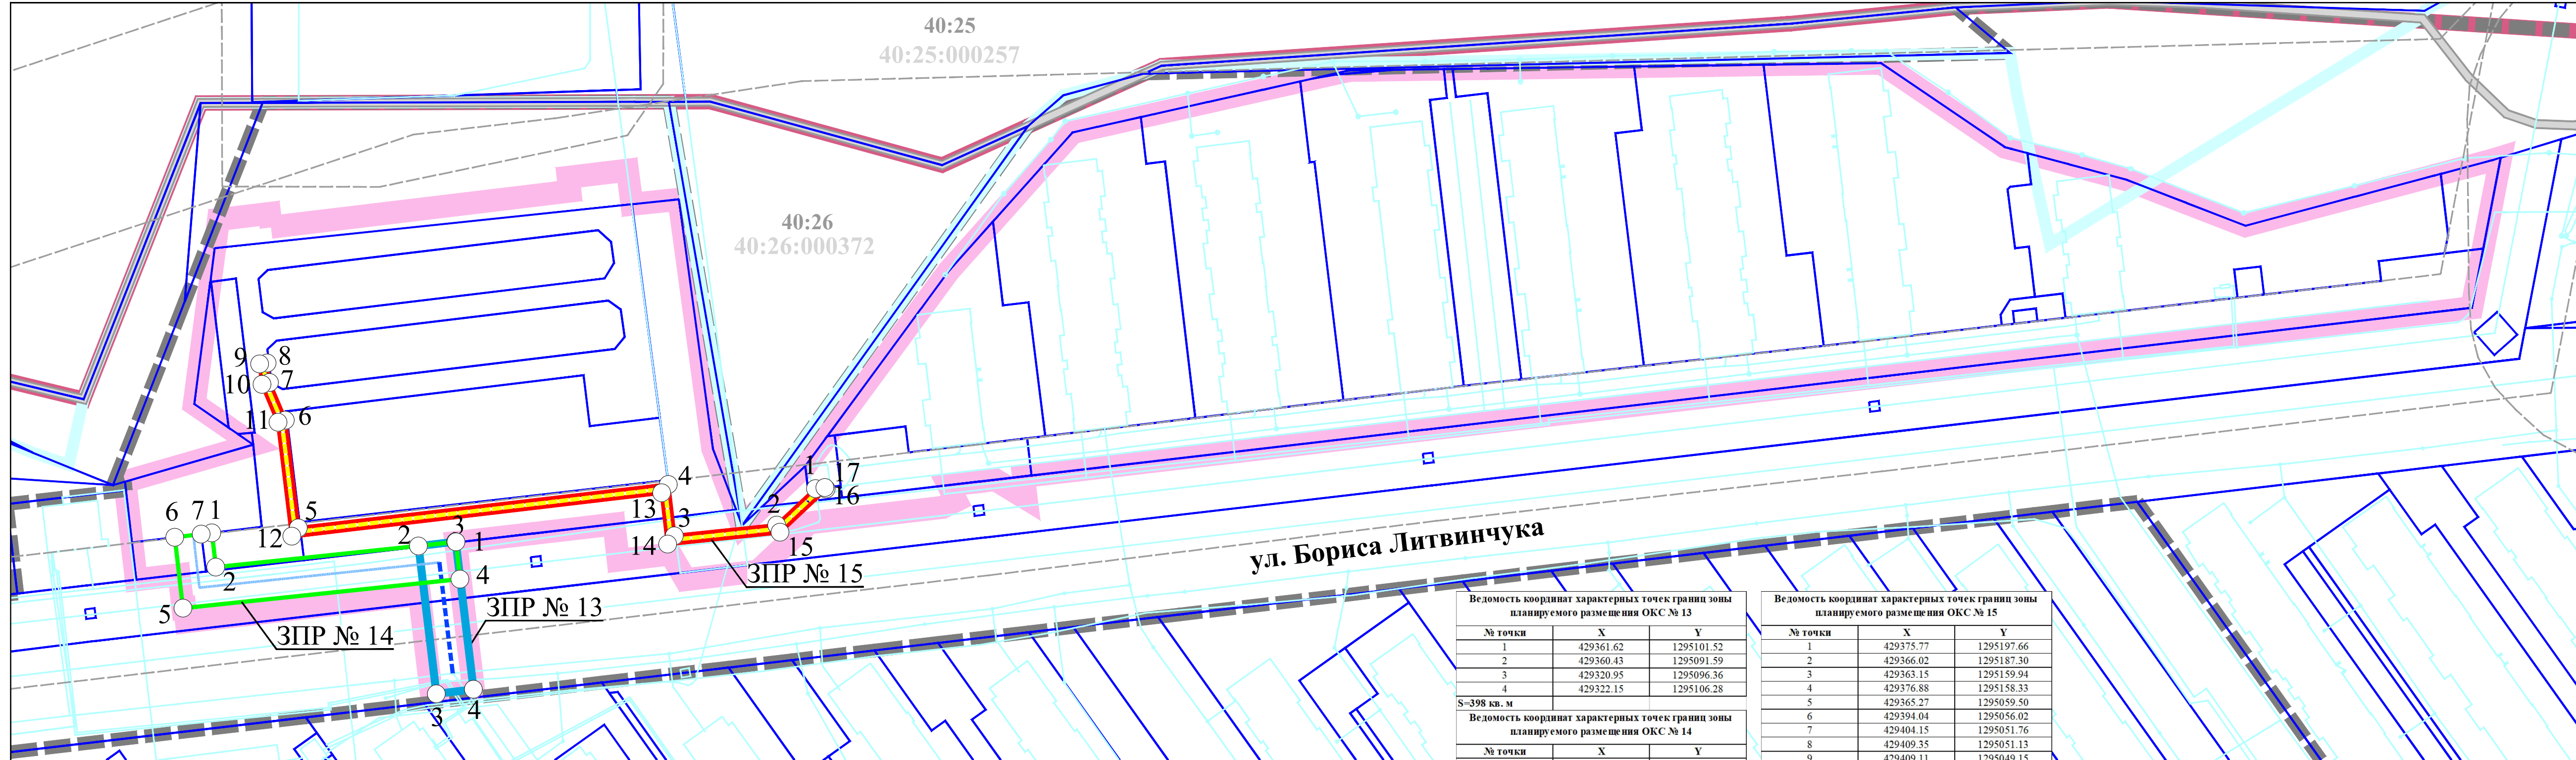 40:25
40:25:000257
40:26
40:26:000372
9
8
10
7
11
6
5
12
4
13
3
14
2
15
1
17
16
6
7
1
2
5
2
3
1
4
3
4
ЗПР № 15
ЗПР № 13
ЗПР № 14
ул. Бориса Литвинчука
Ведомость координат характерных точек границ зоны
планируемого размещения ОКС № 13
№ точки X Y
1 429361.62 1295101.52
2 429360.43 1295091.59
3 429320.95 1295096.36
4 429322.15 1295106.28
S=398 кв. м
Ведомость координат характерных точек границ зоны
планируемого размещения ОКС № 14
№ точки X Y
Ведомость координат характерных точек границ зоны
планируемого размещения ОКС № 15
№ точки X Y
1 429375.77 1295197.66
2 429366.02 1295187.30
3 429363.15 1295159.94
4 429376.88 1295158.33
5 429365.27 1295059.50
6 429394.04 1295056.02
7 429404.15 1295051.76
8 429409.35 1295051.13
9 429409.11 1295049.15